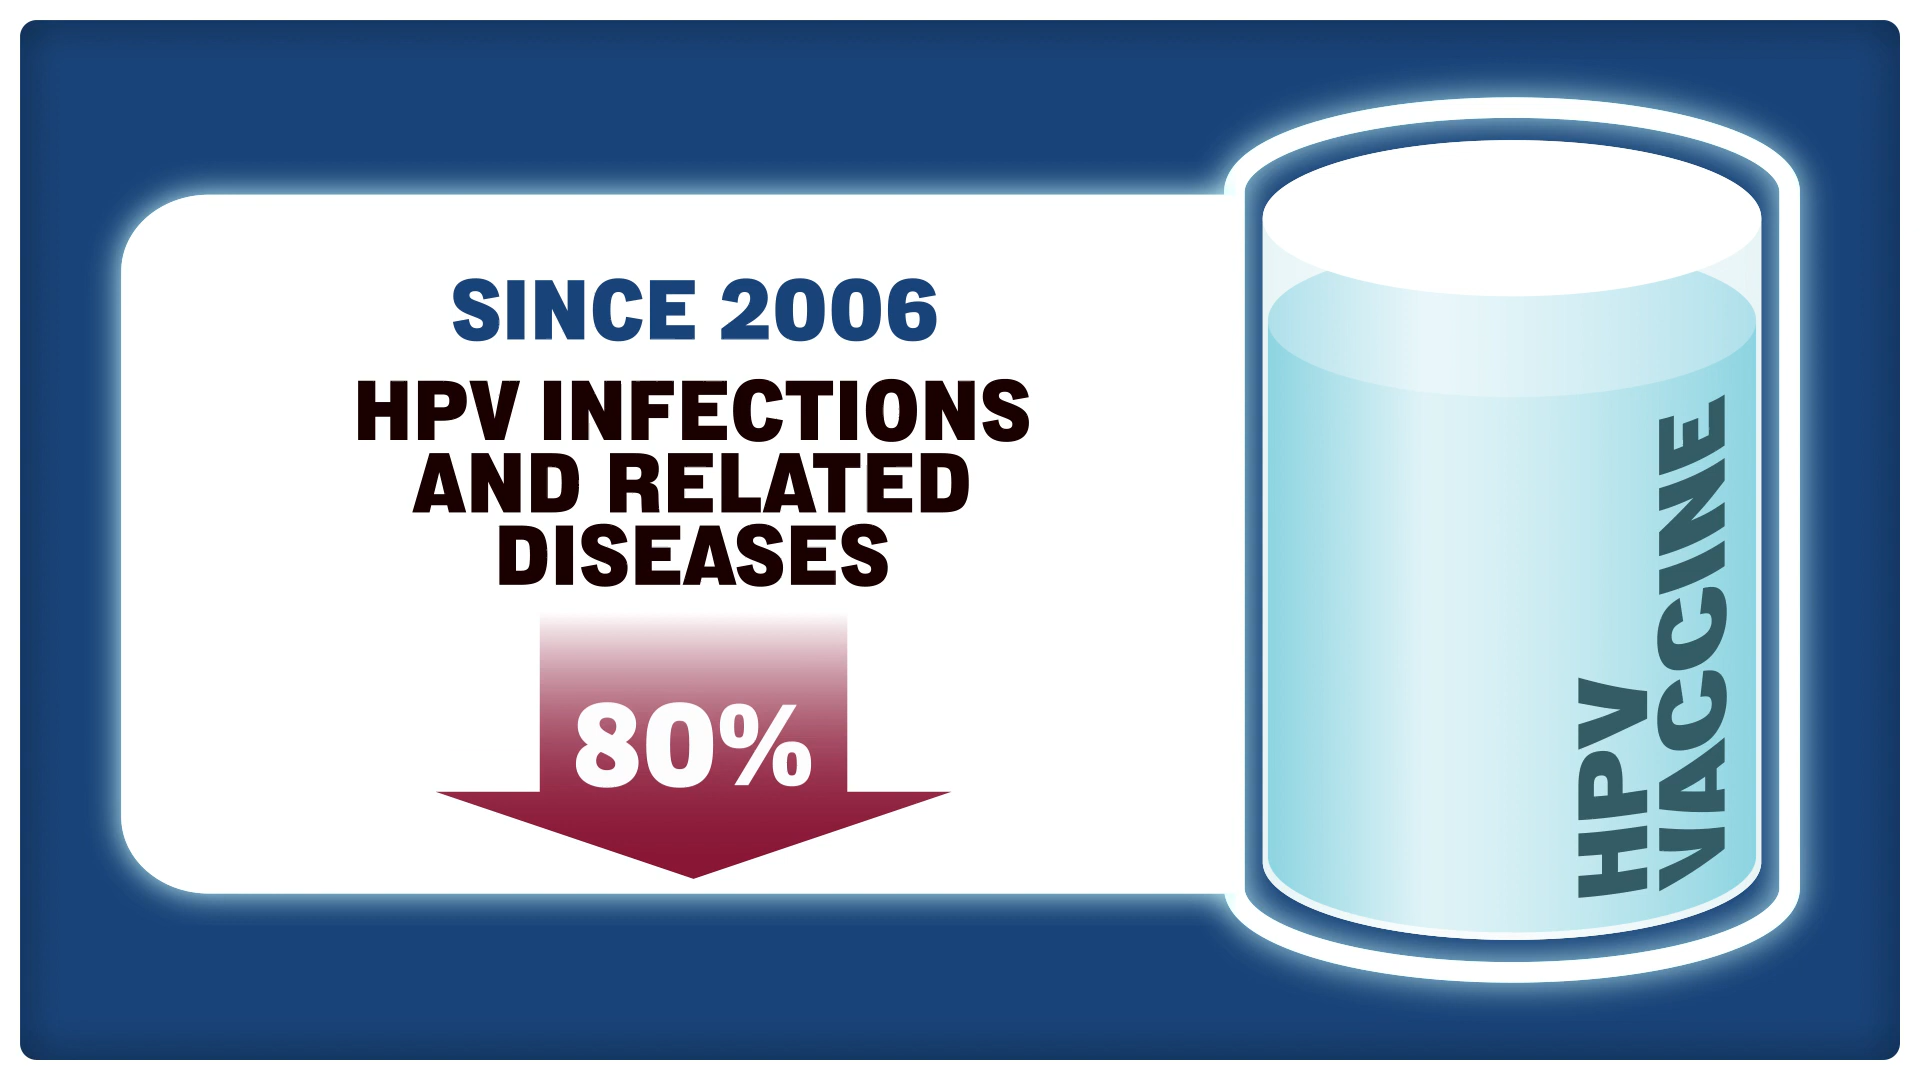 SINCE 2006
HPV INFECTIONS
AND RELATED
DISEASES
80%
HPV
VACCINE